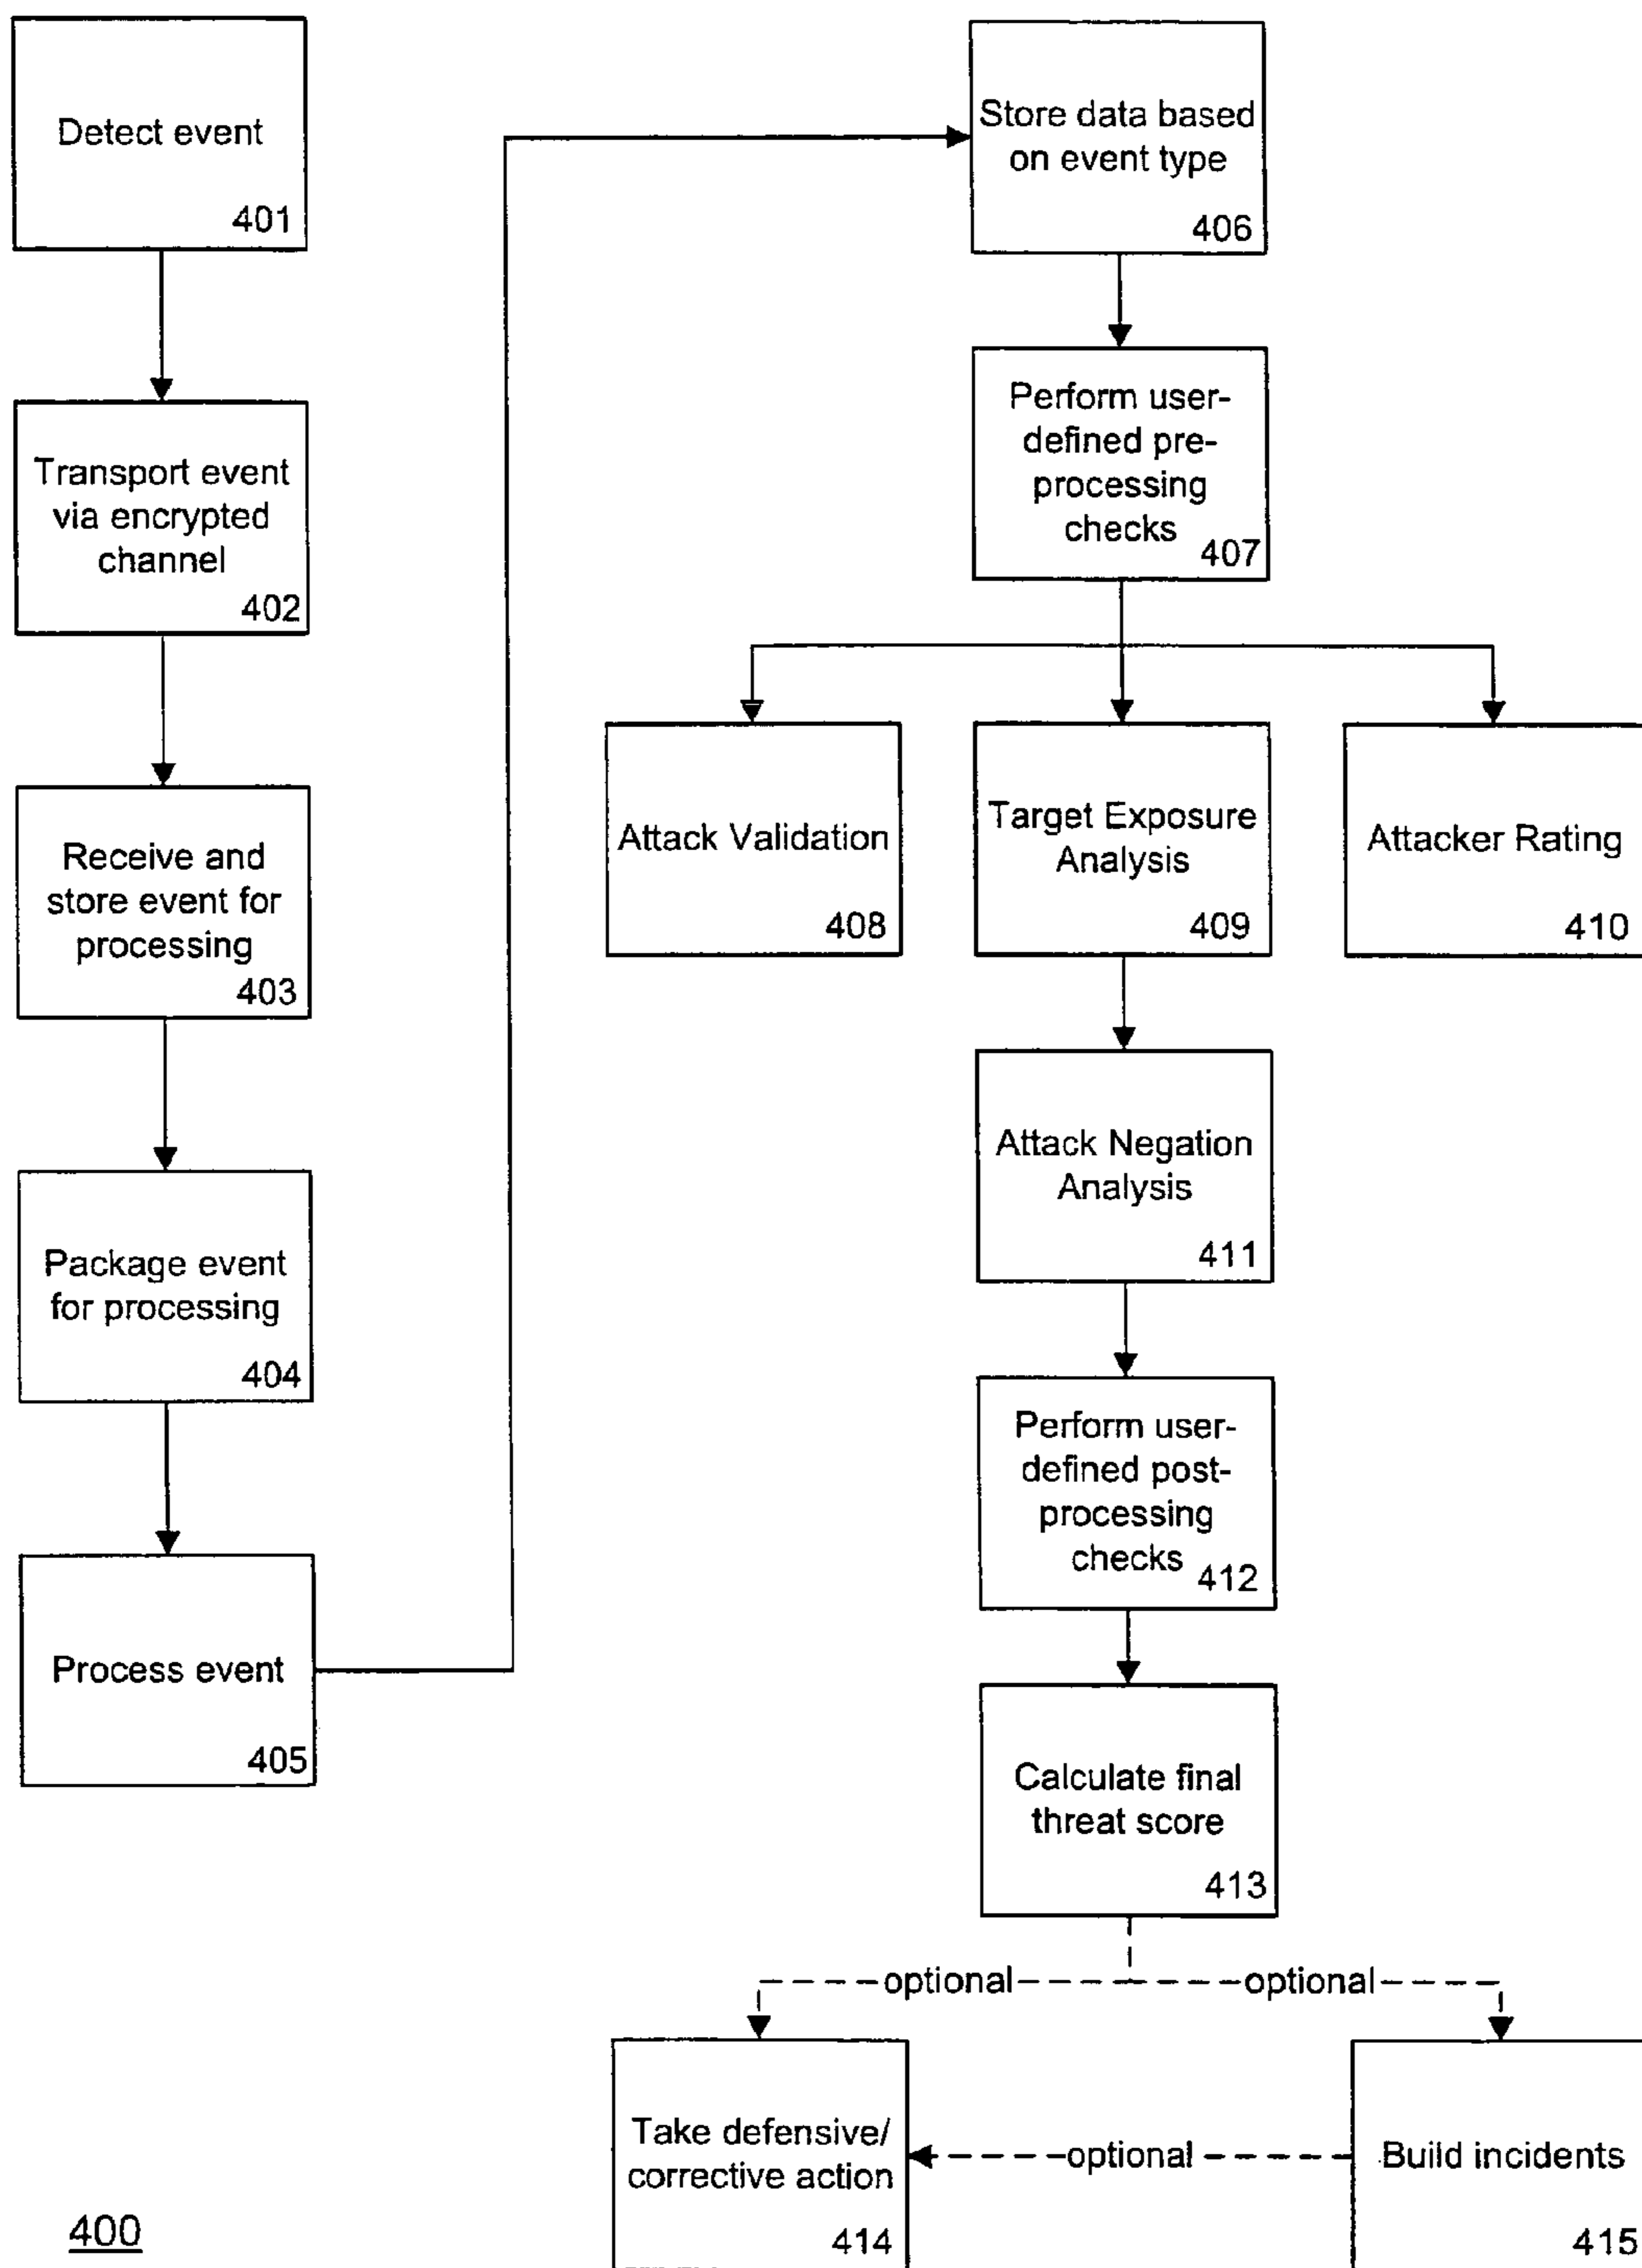 Detect event
401
Transport event
via encrypted
channel
402
Receive and
store event for
processing
403
Package event
for processing
404
Process event
405
Store data based
on event type
406
Perform user-
defined pre-
processing
checks
407
Attack Validation
408
Target Exposure
Analysis
409
Attacker Rating
410
Attack Negation
Analysis
411
Perform user-
defined post-
processing
checks
412
Calculate final
threat score
413
optional
optional
Take defensive/
corrective action
414
optional
Build incidents
415
400